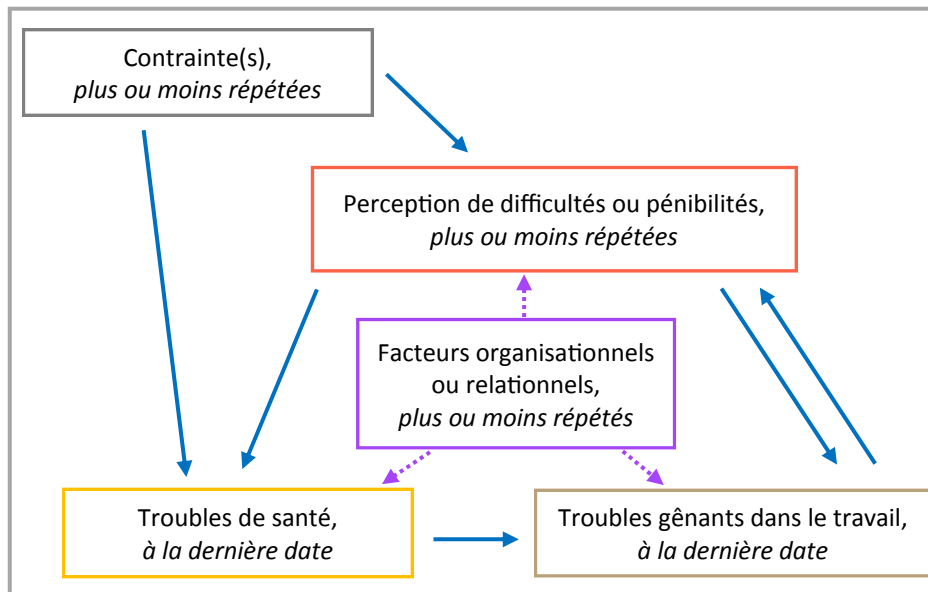 Contrainte(s),
plus ou moins répétées
Perception de difficultés ou pénibilités,
plus ou moins répétées
Facteurs organisationnels
ou relationnels,
plus ou moins répétés
Troubles de santé,
à la dernière date
Troubles gênants dans le travail,
à la dernière date